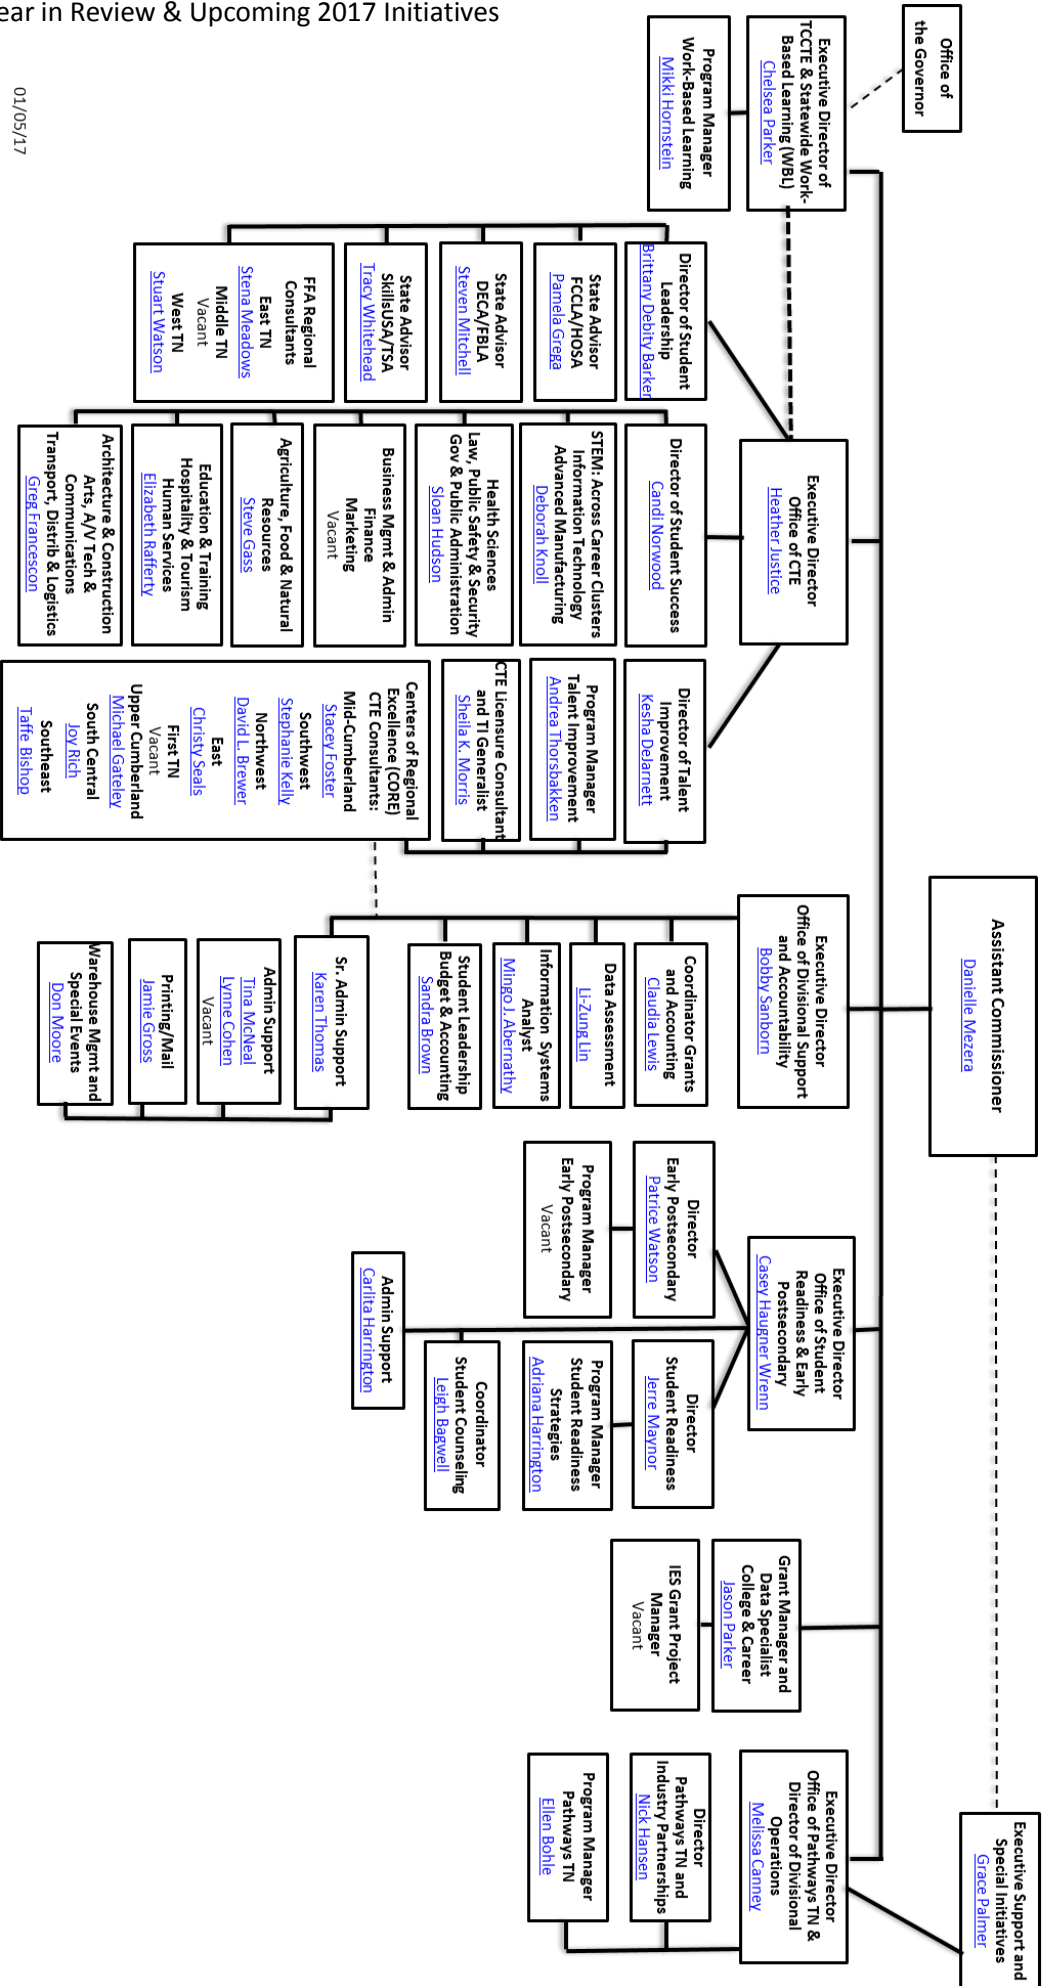 ear in Review & Upcoming 2017 Initiatives
Office of
the Governor
Assistant Commissioner
Danielle Mezera
Executive Support and
Special Initiatives
Grace Palmer
Executive Director of
TCCTE & Statewide Work-
Based Learning (WBL)
Chelsea Parker
Program Manager
Work-Based Learning
Mikki Hornstein
Executive Director
Office of CTE
Heather Justice
Director of Student
Leadership
Brittany Debity Barker
State Advisor
FCCLA/HOSA
Pamela Grega
State Advisor
DECA/FBLA
Steven Mitchell
State Advisor
SkillsUSA/TSA
Tracy Whitehead
FFA Regional
Consultants
East TN
Stena Meadows
Middle TN
Vacant
West TN
Stuart Watson
Director of Student Success
Candi Norwood
STEM: Across Career Clusters
Information Technology
Advanced Manufacturing
Deborah Knoll
Health Sciences
Law, Public Safety & Security
Gov & Public Administration
Sloan Hudson
Business Mgmt & Admin
Finance
Marketing
Vacant
Agriculture, Food & Natural
Resources
Steve Gass
Education & Training
Hospitality & Tourism
Human Services
Elizabeth Rafferty
Architecture & Construction
Arts, A/V Tech &
Communications
Transport, Distrib & Logistics
Greg Francescon
Director of Talent
Improvement
Kesha DeJarnett
Program Manager
Talent Improvement
Andrea Thorsbakken
CTE Licensure Consultant
and TI Generalist
Sheila K. Morris
Centers of Regional
Excellence (CORE)
CTE Consultants:
Mid-Cumberland
Stacey Foster
Southwest
Stephanie Kelly
Northwest
David L. Brewer
East
Christy Seals
First TN
Vacant
Upper Cumberland
Michael Gateley
South Central
Joy Rich
Southeast
Taffe Bishop
Executive Director
Office of Divisional Support
and Accountability
Bobby Sanborn
Coordinator Grants
and Accounting
Claudia Lewis
Data Assessment
Li-Zung Lin
Information Systems
Analyst
Mingo J. Abernathy
Student Leadership
Budget & Accounting
Sandra Brown
Sr. Admin Support
Karen Thomas
Admin Support
Tina McNeal
Lynne Cohen
Vacant
Printing/Mail
Jamie Gross
Warehouse Mgmt and
Special Events
Don Moore
Executive Director
Office of Student
Readiness & Early
Postsecondary
Casey Haugner Wrenn
Director
Early Postsecondary
Patrice Watson
Program Manager
Early Postsecondary
Vacant
Director
Student Readiness
Jerre Maynor
Program Manager
Student Readiness
Strategies
Adriana Harrington
Coordinator
Student Counseling
Leigh Bagwell
Admin Support
Carlita Harrington
Grant Manager and
Data Specialist
College & Career
Jason Parker
IES Grant Project
Manager
Vacant
Executive Director
Office of Pathways TN &
Director of Divisional
Operations
Melissa Canney
Director
Pathways TN and
Industry Partnerships
Nick Hansen
Program Manager
Pathways TN
Ellen Bohle
01/05/17